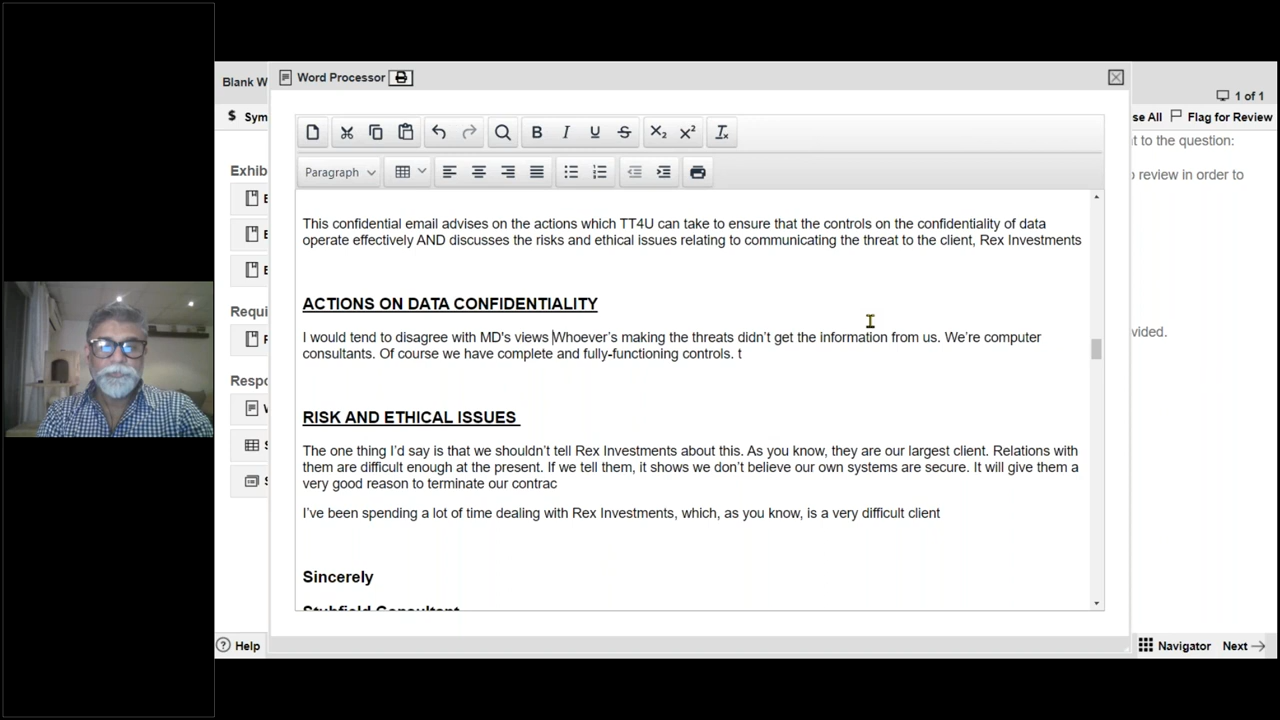 Blank W
Word Processor
1 of 1
$ Sym
se All
Flag for Review
t to the question:
o review in order to
Exhib
E
E
E
Requi
F
vided.
Respo
W
S
S
B I U S X₂ X² Tx
Paragraph
This confidential email advises on the actions which TT4U can take to ensure that the controls on the confidentiality of data
operate effectively AND discusses the risks and ethical issues relating to communicating the threat to the client, Rex Investments
ACTIONS ON DATA CONFIDENTIALITY
I would tend to disagree with MD's views Whoever's making the threats didn't get the information from us. We're computer
consultants. Of course we have complete and fully-functioning controls. t
RISK AND ETHICAL ISSUES
The one thing I'd say is that we shouldn't tell Rex Investments about this. As you know, they are our largest client. Relations with
them are difficult enough at the present. If we tell them, it shows we don't believe our own systems are secure. It will give them a
very good reason to terminate our contrac
I've been spending a lot of time dealing with Rex Investments, which, as you know, is a very difficult client
Sincerely
Stubfield Consultant
Help
Navigator
Next